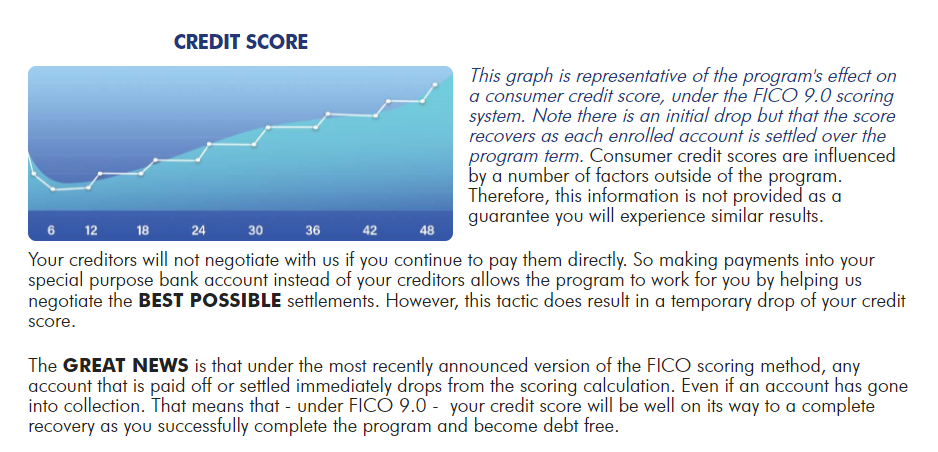 CREDIT SCORE
This graph is representative of the program's effect on
a consumer credit score, under the FICO 9.0 scoring
system. Note there is an initial drop but that the score
recovers as each enrolled account is settled over the
program term. Consumer credit scores are influenced
by a number of factors outside of the program.
Therefore, this information is not provided as a
guarantee you will experience similar results.
6 12 18 24 30 36 42 48
Your creditors will not negotiate with us if you continue to pay them directly. So making payments into your
special purpose bank account instead of your creditors allows the program to work for you by helping us
negotiate the BEST POSSIBLE settlements. However, this tactic does result in a temporary drop of your credit
score.
The GREAT NEWS is that under the most recently announced version of the FICO scoring method, any
account that is paid off or settled immediately drops from the scoring calculation. Even if an account has gone
into collection. That means that - under FICO 9.0 - your credit score will be well on its way to a complete
recovery as you successfully complete the program and become debt free.